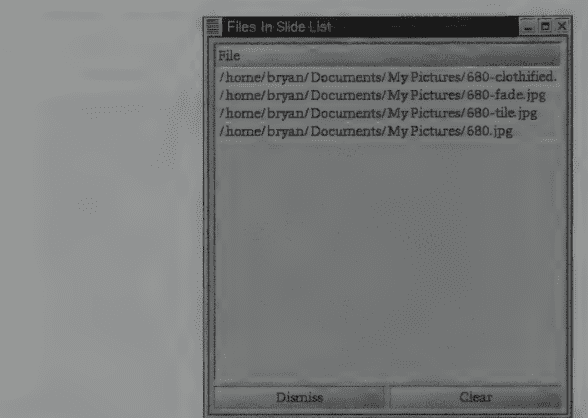 Files In Slide List
File
/home/bryan/Documents/My Pictures/680-clothified.
/home/bryan/Documents/My Pictures/680-fade.jpg
/home/bryan/Documents/My Pictures/680-tile.jpg
/home/bryan/Documents/My Pictures/680.jpg
Dismiss
Clear